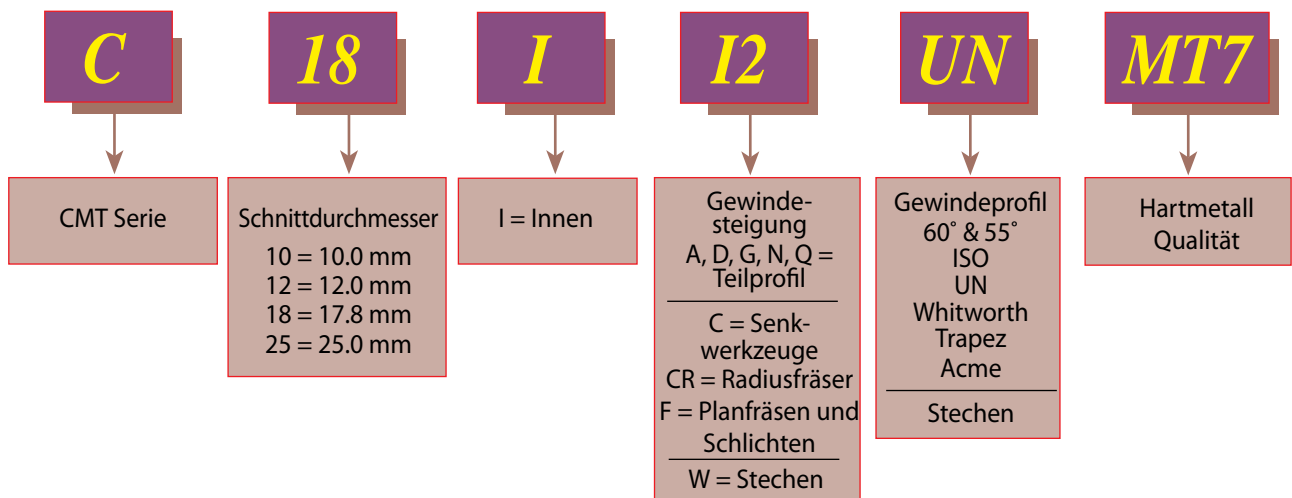 C
18
I
I2
UN
MT7
CMT Serie
Schnittdurchmesser
10 = 10.0 mm
12 = 12.0 mm
18 = 17.8 mm
25 = 25.0 mm
I = Innen
Gewinde-
steigung
A, D, G, N, Q =
Teilprofil
C = Senk-
werkzeuge
CR = Radiusfräser
F = Planfräsen und
Schlichten
W = Stechen
Gewindeprofil
60° & 55°
ISO
UN
Whitworth
Trapez
Acme
Stechen
Hartmetall
Qualität